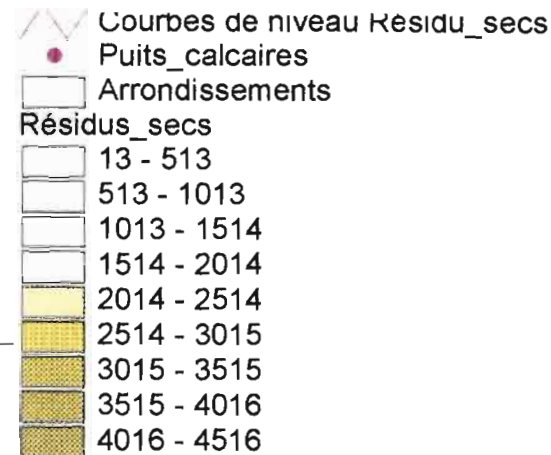 Courbes de niveau Résidu_secs
Puits_calcaires
Arrondissements
Résidus_secs
13 - 513
513 - 1013
1013 - 1514
1514 - 2014
2014 - 2514
2514 - 3015
3015 - 3515
3515 - 4016
4016 - 4516